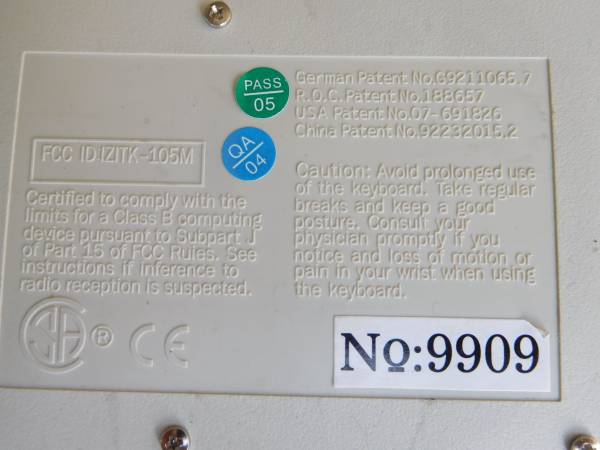 PASS
05
QA
04
German Patent No.G9211065.7
R.O.C. Patent No.188657
USA Patent No.07-691826
China Patent No.92232015.2
FCC ID:IZITK-105M
Certified to comply with the
limits for a Class B computing
device pursuant to Subpart J
of Part 15 of FCC Rules. See
instructions if inference to
radio reception is suspected.
Caution: Avoid prolonged use
of the keyboard. Take regular
breaks and keep a good
posture. Consult your
physician promptly if you
notice and loss of motion or
pain in your wrist when using
the keyboard.
® CE
No:9909